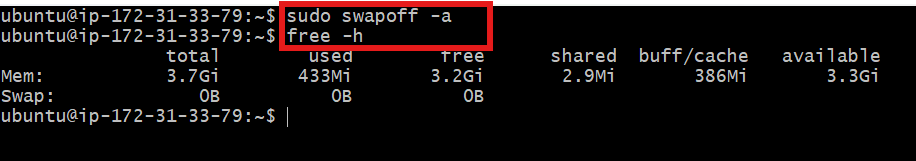 ubuntu@ip-172-31-33-79:~$ sudo swapoff -a
ubuntu@ip-172-31-33-79:~$ free -h
total used free shared buff/cache available
Mem: 3.7Gi 433Mi 3.2Gi 2.9Mi 386Mi 3.3Gi
Swap: 0B 0B 0B
ubuntu@ip-172-31-33-79:~$